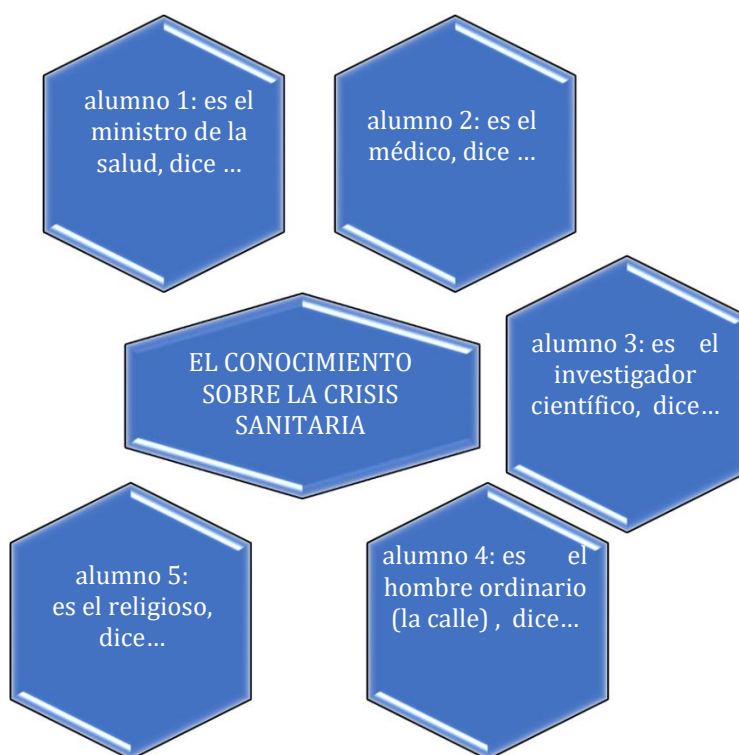 alumno 1: es el
ministro de la
salud, dice …
alumno 2: es el
médico, dice …
EL CONOCIMIENTO
SOBRE LA CRISIS
SANITARIA
alumno 3: es el
investigador
científico, dice…
alumno 5:
es el religioso,
dice…
alumno 4: es el
hombre ordinario
(la calle) , dice…